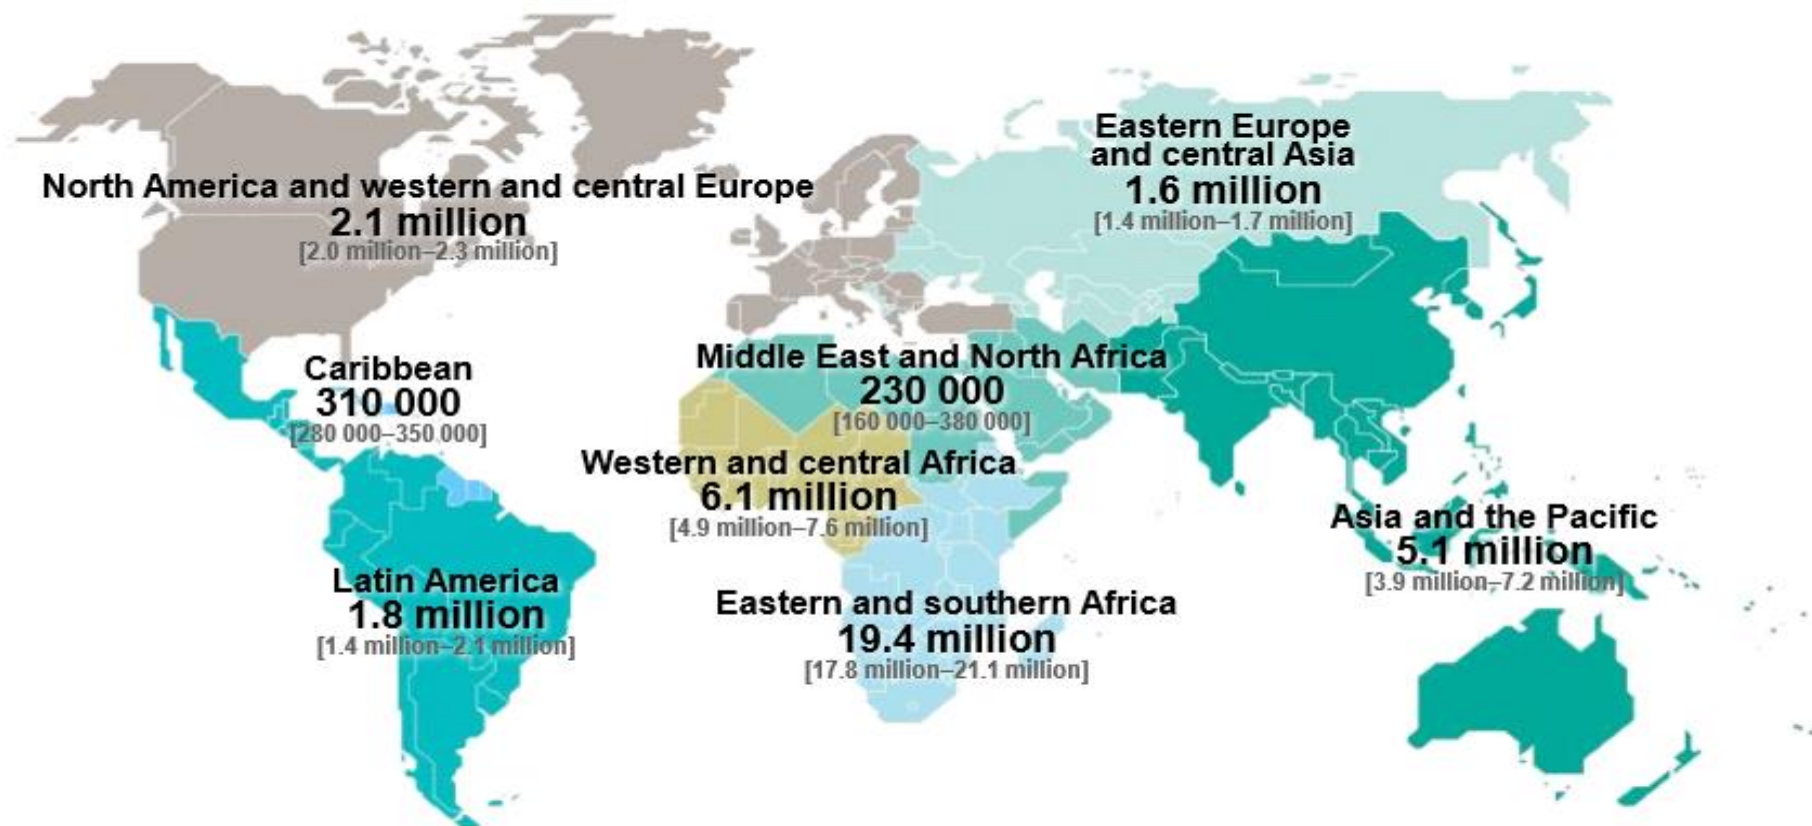 North America and western and central Europe
2.1 million
[2.0 million–2.3 million]
Eastern Europe
and central Asia
1.6 million
[1.4 million–1.7 million]
Caribbean
310 000
[280 000–350 000]
Middle East and North Africa
230 000
[160 000–380 000]
Western and central Africa
6.1 million
[4.9 million–7.6 million]
Asia and the Pacific
5.1 million
[3.9 million–7.2 million]
Latin America
1.8 million
[1.4 million–2.1 million]
Eastern and southern Africa
19.4 million
[17.8 million–21.1 million]